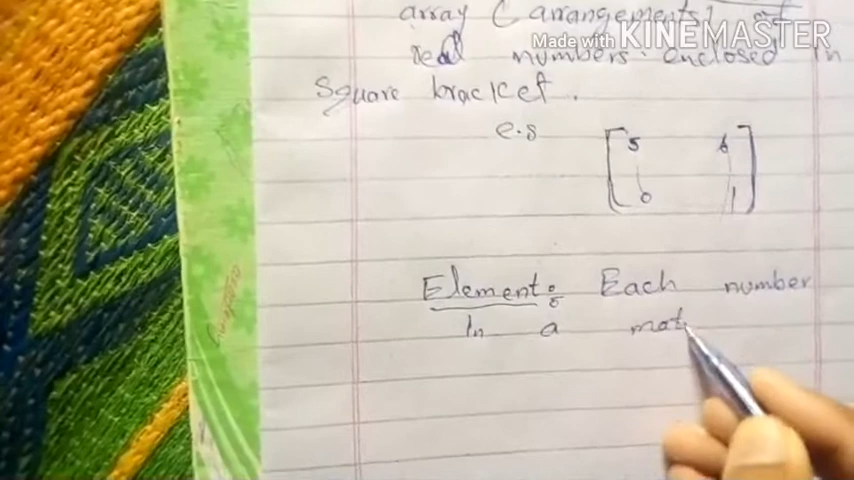 array (arrangements) of
Made with KINEMASTER
real numbers enclosed in
square bracket.
e.g
5 6
0 1
Element: Each number
In a mat